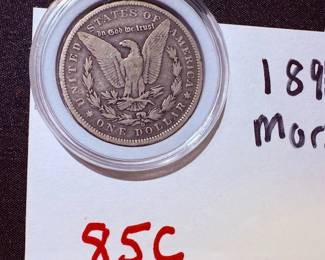 UNITED STATES OF AMERICA
In God we Trust
ONE DOLLAR
189
Mor
85C